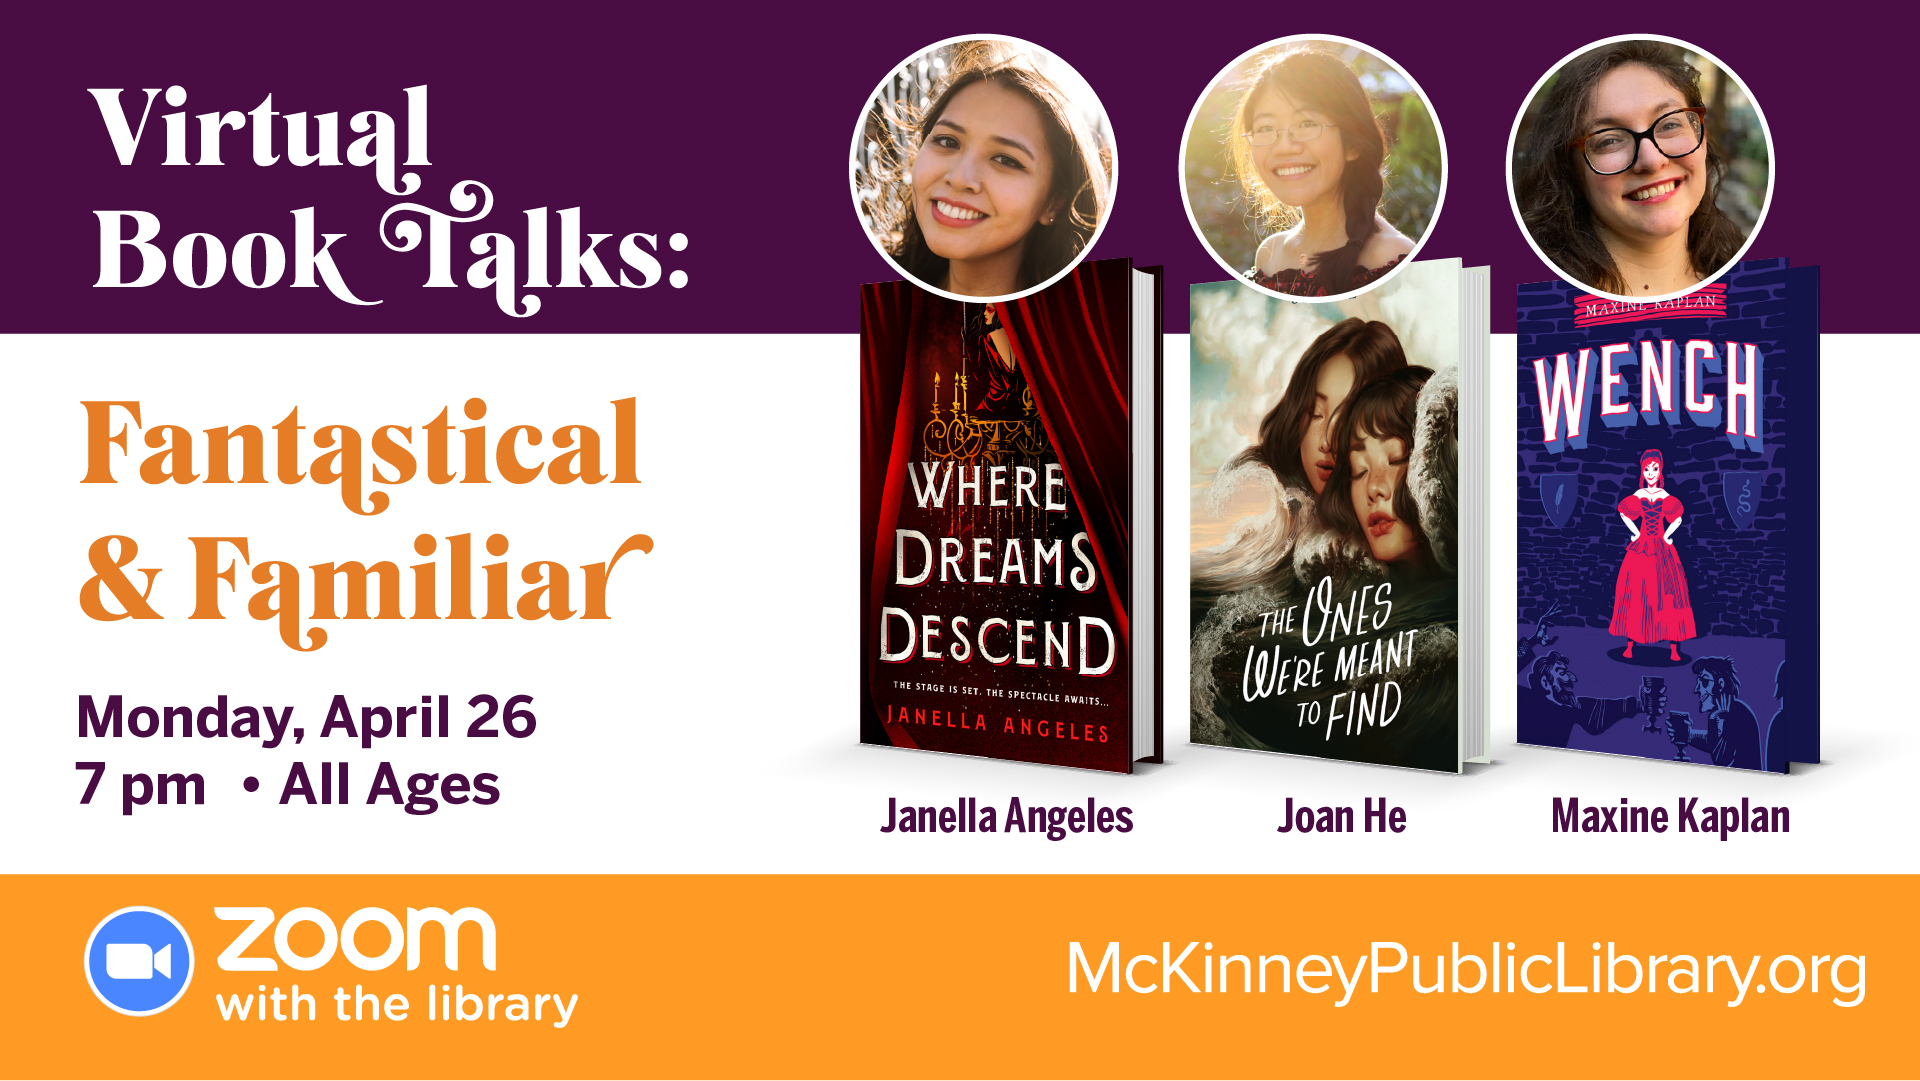 Virtual
Book Talks:
Fantastical
& Familiar
Monday, April 26
7 pm • All Ages
WHERE
DREAMS
DESCEND
THE STAGE IS SET. THE SPECTACLE AWAITS...
JANELLA ANGELES
THE ONES
WE'RE MEANT
TO FIND
MAXINE KAPLAN
WENCH
Janella Angeles
Joan He
Maxine Kaplan
zoom
with the library
McKinneyPublicLibrary.org